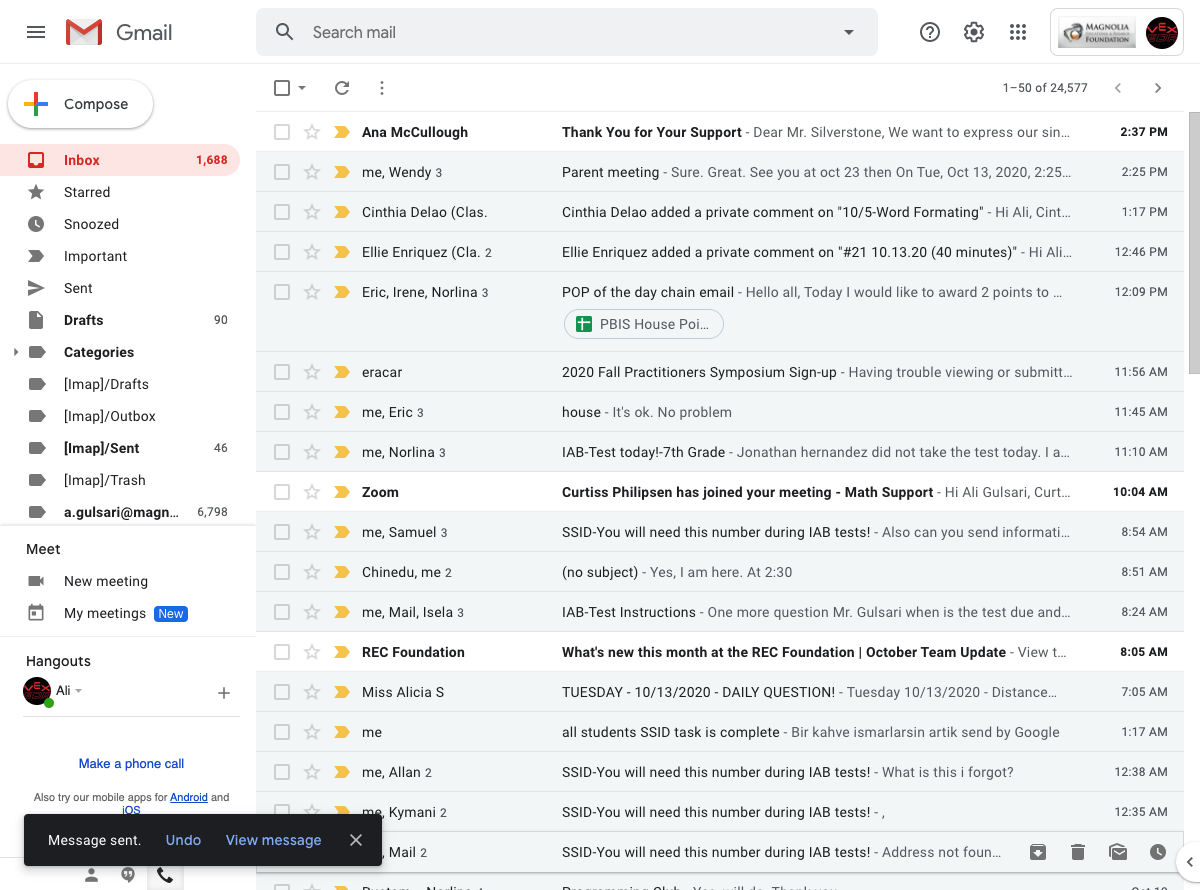 Gmail
Search mail
MAGNOLIA
FOUNDATION
Compose
1–50 of 24,577
Inbox 1,688
Starred
Snoozed
Important
Sent
Drafts 90
Categories
[Imap]/Drafts
[Imap]/Outbox
[Imap]/Sent 46
[Imap]/Trash
a.gulsari@magn... 6,798
Meet
New meeting
My meetings New
Hangouts
Ali
Make a phone call
Also try our mobile apps for Android and
iOS
Ana McCullough Thank You for Your Support - Dear Mr. Silverstone, We want to express our sin... 2:37 PM
me, Wendy 3 Parent meeting - Sure. Great. See you at oct 23 then On Tue, Oct 13, 2020, 2:25... 2:25 PM
Cinthia Delao (Clas. Cinthia Delao added a private comment on "10/5-Word Formating" - Hi Ali, Cint... 1:17 PM
Ellie Enriquez (Cla. 2 Ellie Enriquez added a private comment on "#21 10.13.20 (40 minutes)" - Hi Ali... 12:46 PM
Eric, Irene, Norlina 3 POP of the day chain email - Hello all, Today I would like to award 2 points to ... 12:09 PM
PBIS House Poi...
eracar 2020 Fall Practitioners Symposium Sign-up - Having trouble viewing or submitt... 11:56 AM
me, Eric 3 house - It's ok. No problem 11:45 AM
me, Norlina 3 IAB-Test today!-7th Grade - Jonathan hernandez did not take the test today. I a... 11:10 AM
Zoom Curtiss Philipsen has joined your meeting - Math Support - Hi Ali Gulsari, Curt... 10:04 AM
me, Samuel 3 SSID-You will need this number during IAB tests! - Also can you send informati... 8:54 AM
Chinedu, me 2 (no subject) - Yes, I am here. At 2:30 8:51 AM
me, Mail, Isela 3 IAB-Test Instructions - One more question Mr. Gulsari when is the test due and... 8:24 AM
REC Foundation What's new this month at the REC Foundation | October Team Update - View t... 8:05 AM
Miss Alicia S TUESDAY - 10/13/2020 - DAILY QUESTION! - Tuesday 10/13/2020 - Distance... 7:05 AM
me all students SSID task is complete - Bir kahve ismarlarsin artik send by Google 1:17 AM
me, Allan 2 SSID-You will need this number during IAB tests! - What is this i forgot? 12:38 AM
me, Kymani 2 SSID-You will need this number during IAB tests! - , 12:35 AM
Mail 2 SSID-You will need this number during IAB tests! - Address not foun...
Message sent. Undo View message